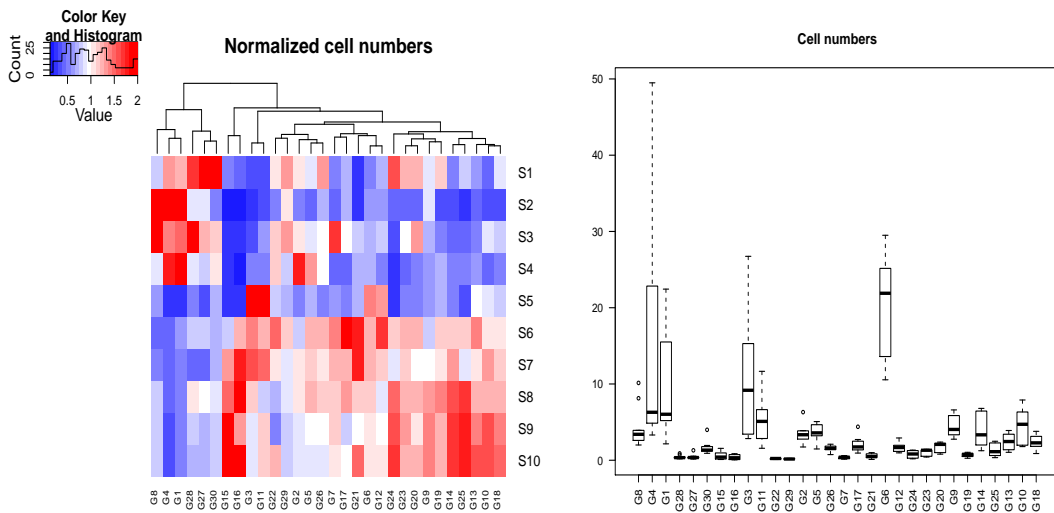 Color Key
and Histogram
Count
0 25
0.5 1 1.5 2
Value
Normalized cell numbers
S1
S2
S3
S4
S5
S6
S7
S8
S9
S10
G8 G4 G1 G28 G27 G30 G15 G16 G3 G11 G22 G29 G2 G5 G26 G7 G17 G21 G6 G12 G24 G23 G20 G9 G19 G14 G25 G13 G10 G18
Cell numbers
50
40
30
20
10
0
G8 G4 G1 G28 G27 G30 G15 G16 G3 G11 G22 G29 G2 G5 G26 G7 G17 G21 G6 G12 G24 G23 G20 G9 G19 G14 G25 G13 G10 G18